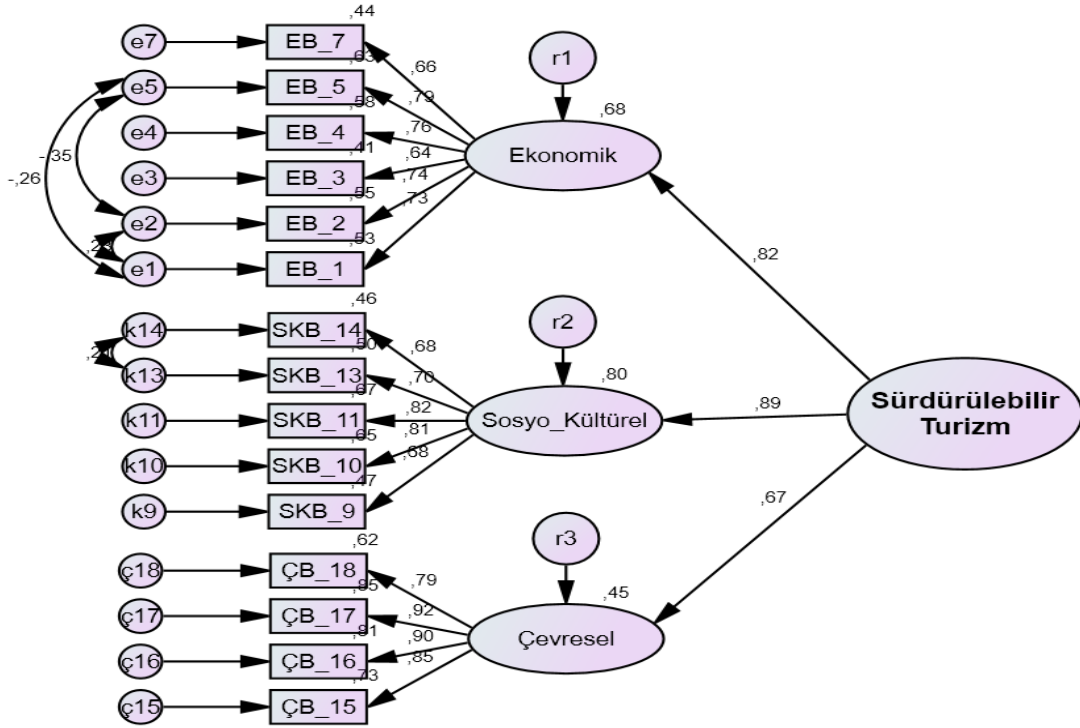 ,44
e7
EB_7
,66
r1
,63
e5
EB_5
,79
,68
,58
e4
EB_4
,76
Ekonomik
-,35
,41
e3
EB_3
,64
-,26
,55
e2
EB_2
,74
,53
e1
EB_1
,73
,82
,46
k14
SKB_14
,68
r2
,50
k13
SKB_13
,70
,80
,67
k11
SKB_11
,82
Sosyo_Kültürel
,89
Sürdürülebilir
Turizm
,65
k10
SKB_10
,81
,47
k9
SKB_9
,68
,67
,62
ç18
ÇB_18
,79
r3
,85
ç17
ÇB_17
,92
,45
,81
ç16
ÇB_16
,90
Çevresel
,73
ç15
ÇB_15
,85